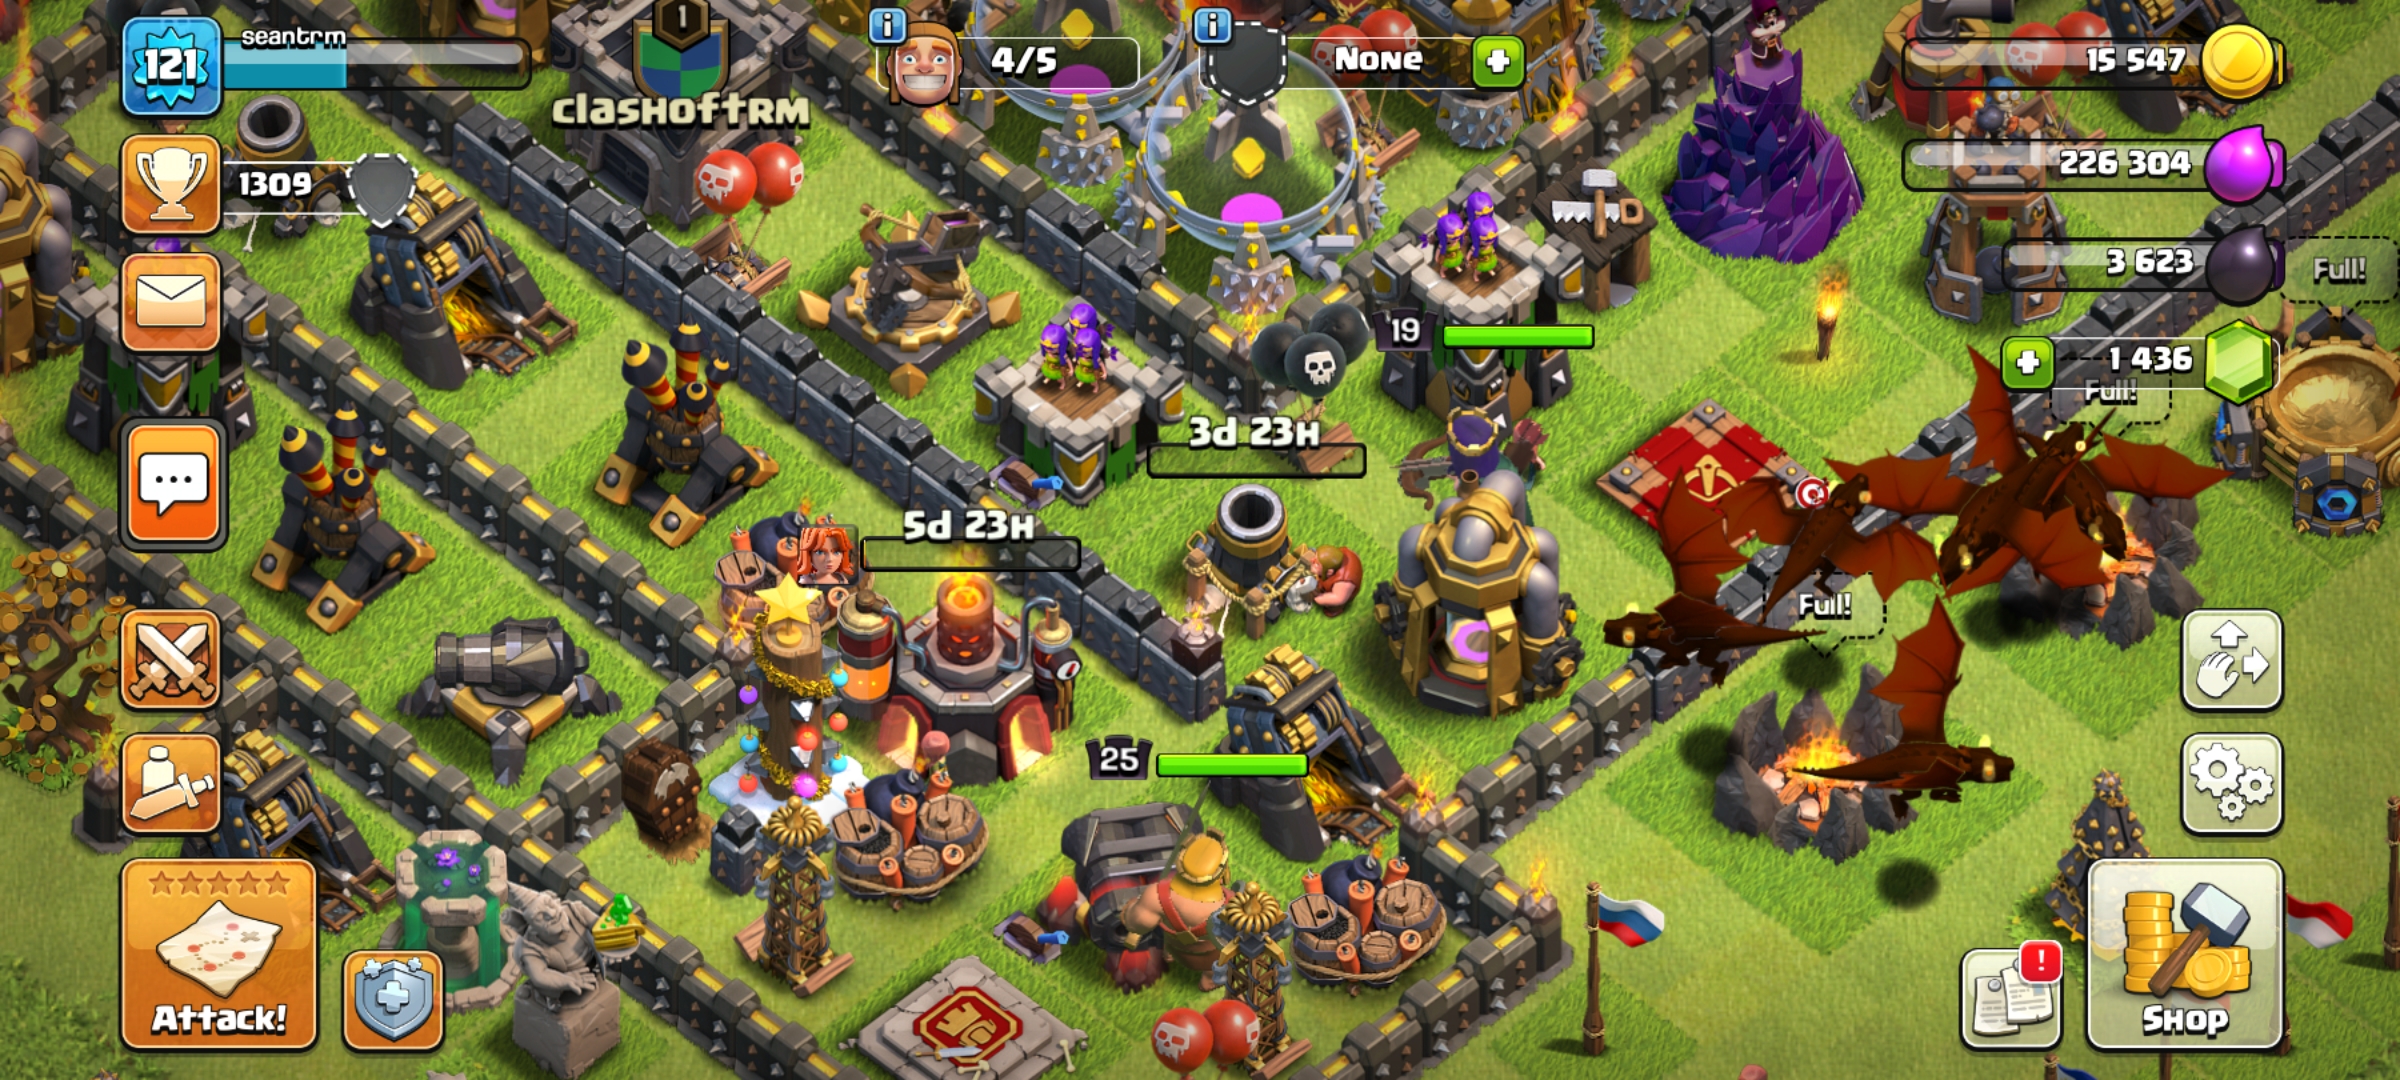 121
seantrm
1
clashoftrm
i
4/5
i
None
+
15 547
1309
226 304
3 623
Full!
+
1 436
Full!
19
3d 23H
5d 23H
Full!
25
Attack!
!
Shop